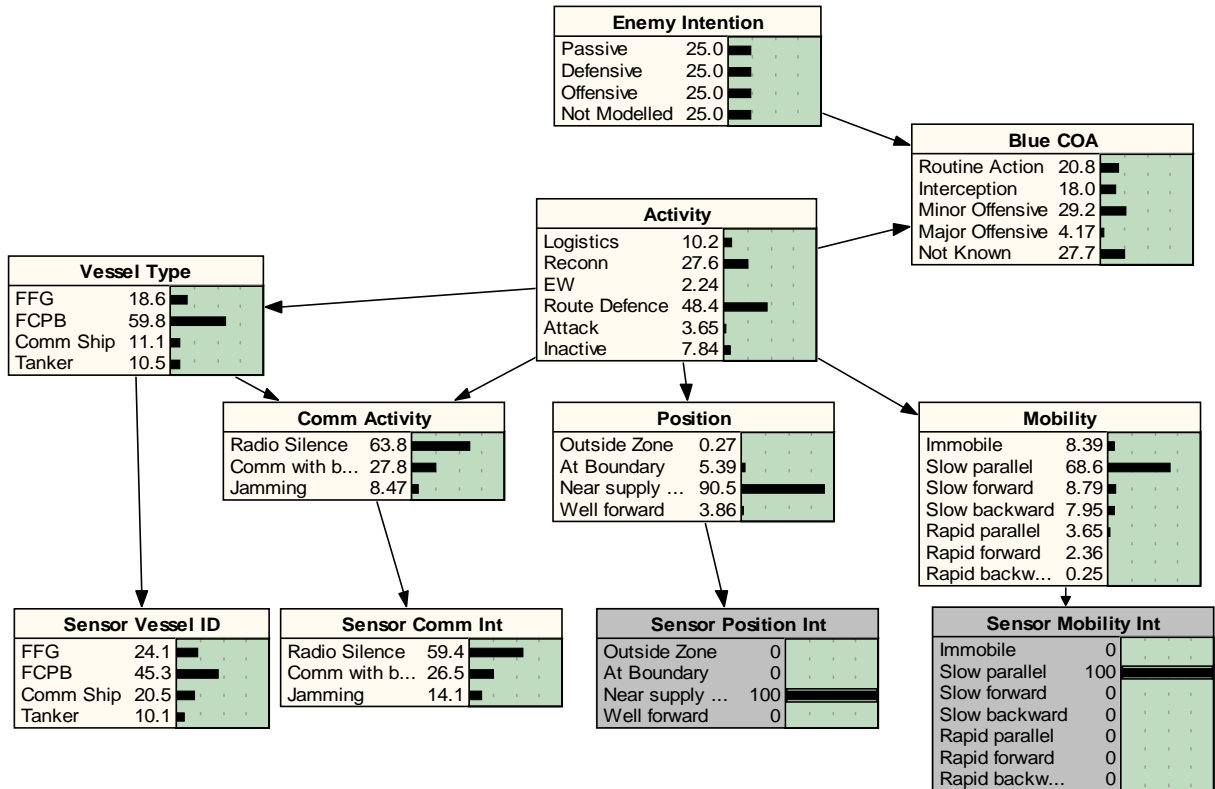 Enemy Intention
Passive 25.0
Defensive 25.0
Offensive 25.0
Not Modelled 25.0
Blue COA
Routine Action 20.8
Interception 18.0
Minor Offensive 29.2
Major Offensive 4.17
Not Known 27.7
Activity
Logistics 10.2
Reconn 27.6
EW 2.24
Route Defence 48.4
Attack 3.65
Inactive 7.84
Vessel Type
FFG 18.6
FCPB 59.8
Comm Ship 11.1
Tanker 10.5
Comm Activity
Radio Silence 63.8
Comm with b... 27.8
Jamming 8.47
Position
Outside Zone 0.27
At Boundary 5.39
Near supply ... 90.5
Well forward 3.86
Mobility
Immobile 8.39
Slow parallel 68.6
Slow forward 8.79
Slow backward 7.95
Rapid parallel 3.65
Rapid forward 2.36
Rapid backw... 0.25
Sensor Vessel ID
FFG 24.1
FCPB 45.3
Comm Ship 20.5
Tanker 10.1
Sensor Comm Int
Radio Silence 59.4
Comm with b... 26.5
Jamming 14.1
Sensor Position Int
Outside Zone 0
At Boundary 0
Near supply ... 100
Well forward 0
Sensor Mobility Int
Immobile 0
Slow parallel 100
Slow forward 0
Slow backward 0
Rapid parallel 0
Rapid forward 0
Rapid backw... 0